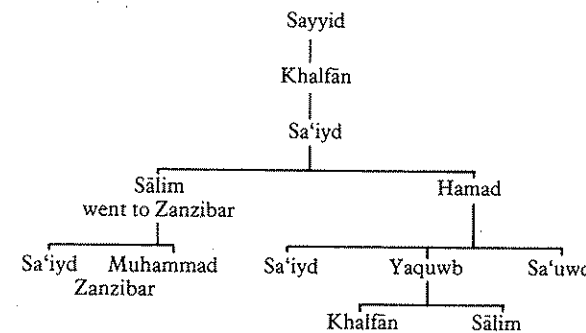 Sayyid
Khalfān
Sa‘iyd
Sālim Hamad
went to Zanzibar
Sa‘iyd Muhammad Sa‘iyd Yaquwb
Zanzibar
Khalfān Sālim